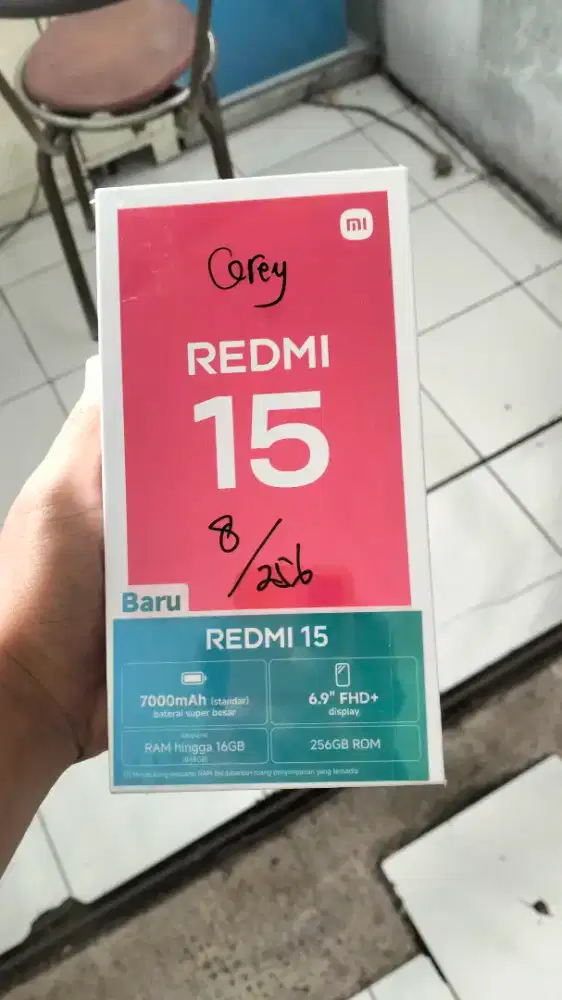 mi
Grey
REDMI
15
8/256
Baru
REDMI 15
7000mAh (standar)
baterai super besar
6.9" FHD+
display
RAM hingga 16GB
256GB ROM